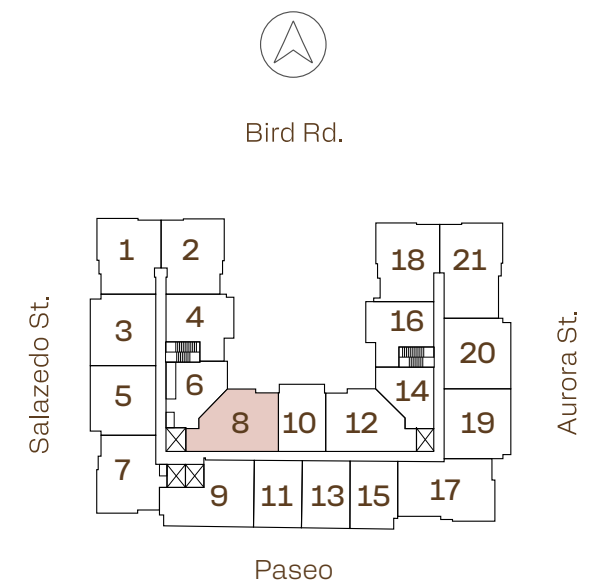 Bird Rd.
1 2 18 21
Salazedo St.
Aurora St.
3 4 16 20
5 6 14 19
8 10 12
7 9 11 13 15 17
Paseo